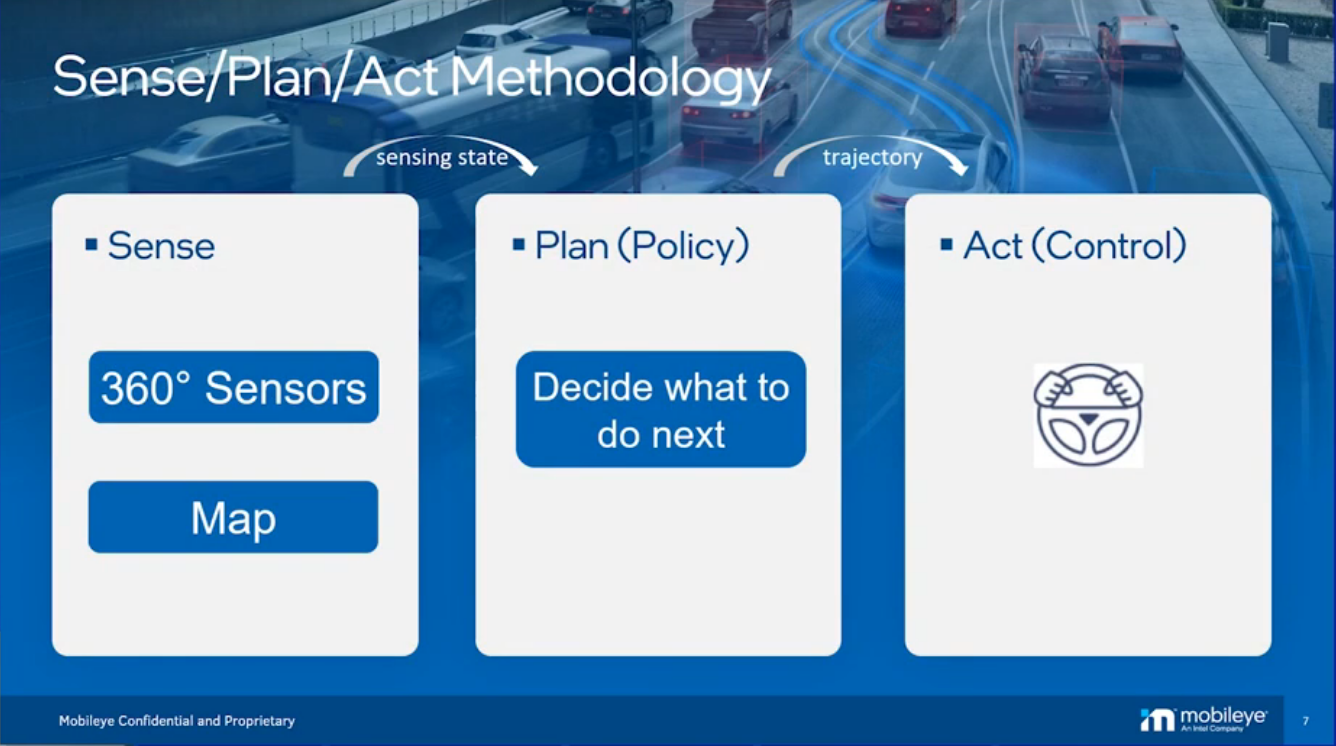 Sense/Plan/Act Methodology
sensing state
trajectory
▪ Sense
360° Sensors
Map
▪ Plan (Policy)
Decide what to
do next
▪ Act (Control)
Mobileye Confidential and Proprietary
mobileye
An Intel Company
7